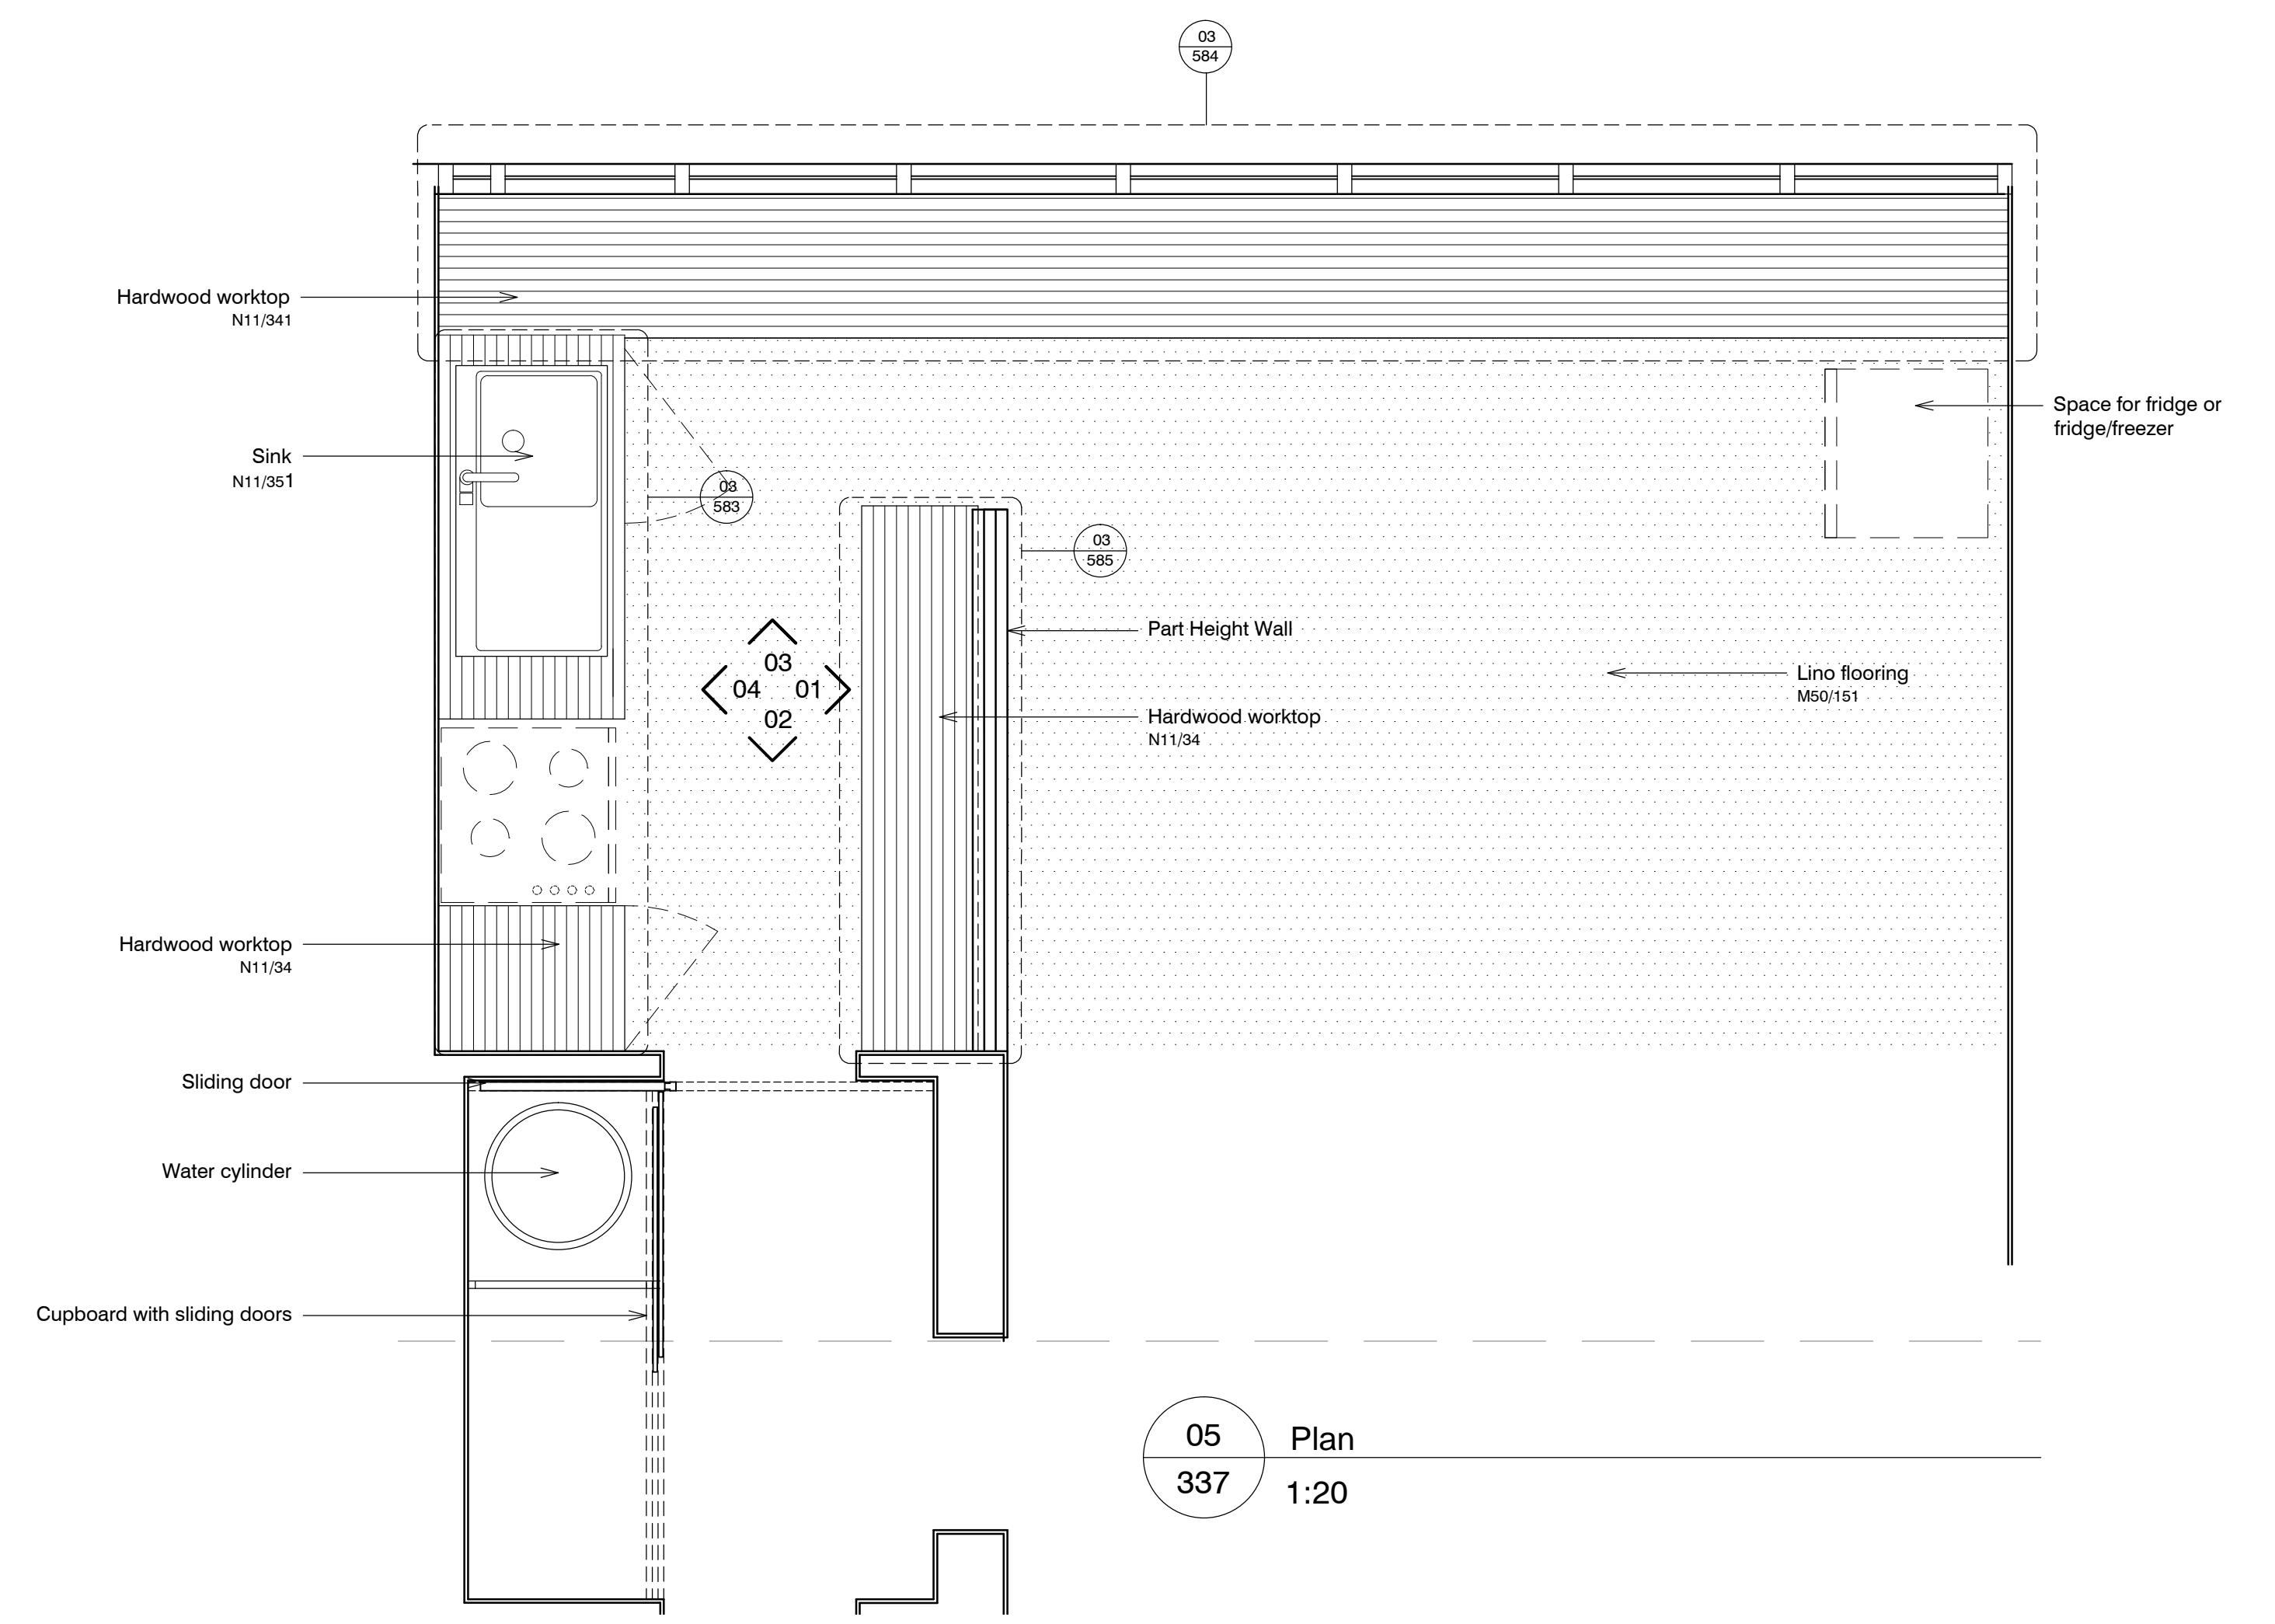 03
584
Hardwood worktop
N11/341
Space for fridge or
fridge/freezer
Sink
N11/351
03
583
03
585
Part Height Wall
03
04 01
02
Lino flooring
M50/151
Hardwood worktop
N11/34
Hardwood worktop
N11/34
Sliding door
Water cylinder
Cupboard with sliding doors
05
337
Plan
1:20